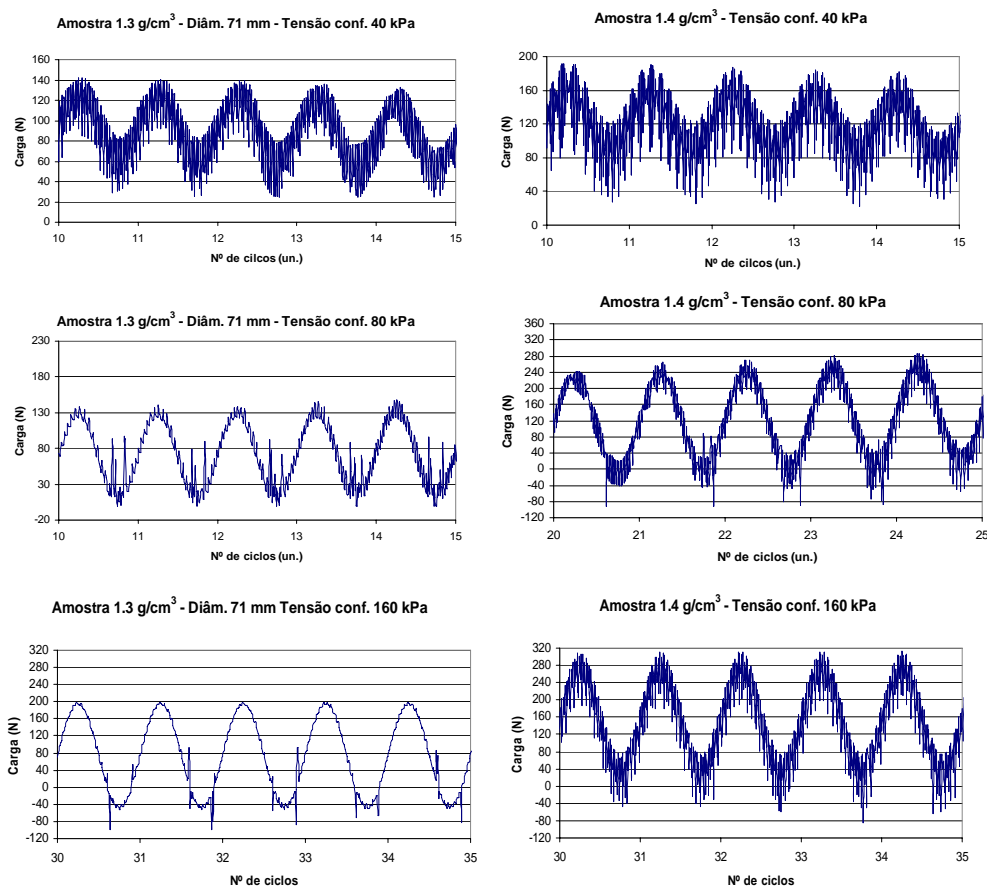 Amostra 1.3 g/cm³ - Diâm. 71 mm - Tensão conf. 40 kPa
160
140
120
100
80
60
40
20
0
Carga (N)
10 11 12 13 14 15
Nº de cilcos (un.)
Amostra 1.4 g/cm³ - Tensão conf. 40 kPa
200
160
120
80
40
0
Carga (N)
10 11 12 13 14 15
Nº de cilcos (un.)
Amostra 1.3 g/cm³ - Diâm. 71 mm - Tensão conf. 80 kPa
230
180
130
80
30
-20
Carga (N)
10 11 12 13 14 15
Nº de ciclos (un.)
Amostra 1.4 g/cm³ - Tensão conf. 80 kPa
360
320
280
240
200
160
120
80
40
0
-40
-80
-120
Carga (N)
20 21 22 23 24 25
Nº de ciclos (un.)
Amostra 1.3 g/cm³ - Diâm. 71 mm Tensão conf. 160 kPa
320
280
240
200
160
120
80
40
0
-40
-80
-120
Carga (N)
30 31 32 33 34 35
Nº de ciclos
Amostra 1.4 g/cm³ - Tensão conf. 160 kPa
320
280
240
200
160
120
80
40
0
-40
-80
-120
Carga (N)
30 31 32 33 34 35
Nº de ciclos